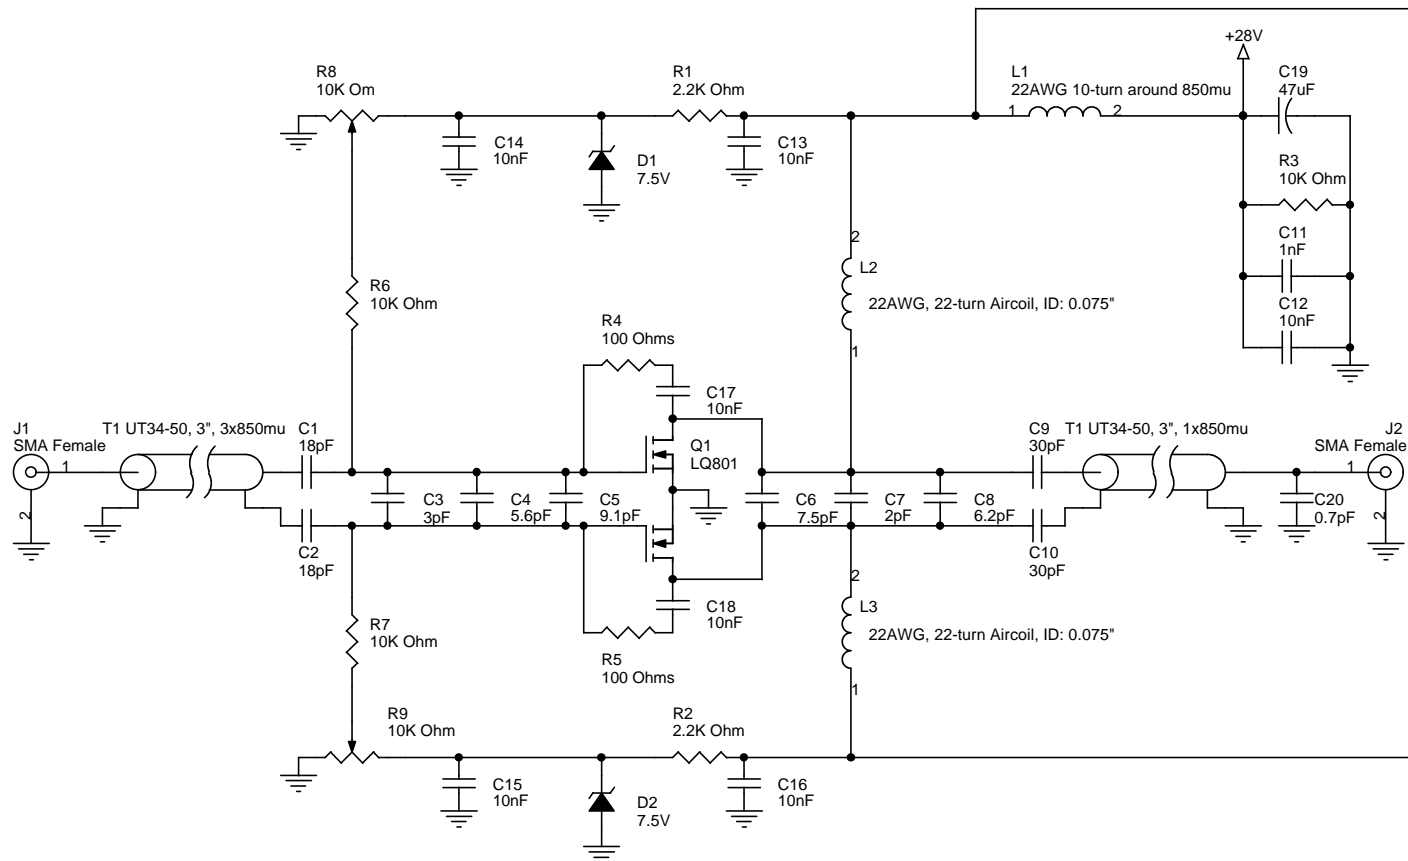 +28V
R8
10K Om
R1
2.2K Ohm
L1
22AWG 10-turn around 850mu
1
2
C19
47uF
C14
10nF
D1
7.5V
C13
10nF
R3
10K Ohm
C11
1nF
C12
10nF
2
L2
22AWG, 22-turn Aircoil, ID: 0.075"
1
R6
10K Ohm
R4
100 Ohms
C17
10nF
J1
SMA Female
1
2
T1 UT34-50, 3", 3x850mu
C1
18pF
Q1
LQ801
C9
30pF
T1 UT34-50, 3", 1x850mu
J2
SMA Female
1
2
C3
3pF
C4
5.6pF
C5
9.1pF
C6
7.5pF
C7
2pF
C8
6.2pF
C20
0.7pF
C2
18pF
C10
30pF
C18
10nF
2
L3
22AWG, 22-turn Aircoil, ID: 0.075"
1
R7
10K Ohm
R5
100 Ohms
R9
10K Ohm
R2
2.2K Ohm
C15
10nF
D2
7.5V
C16
10nF